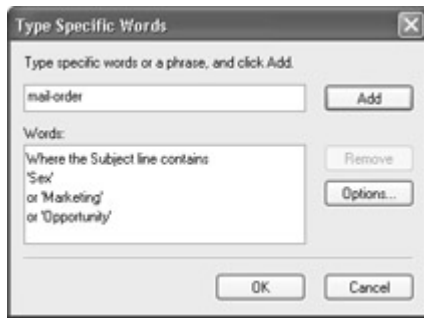 Type Specific Words
Type specific words or a phrase, and click Add.
mail-order
Add
Words:
Where the Subject line contains
'Sex'
or 'Marketing'
or 'Opportunity'
Remove
Options...
OK
Cancel